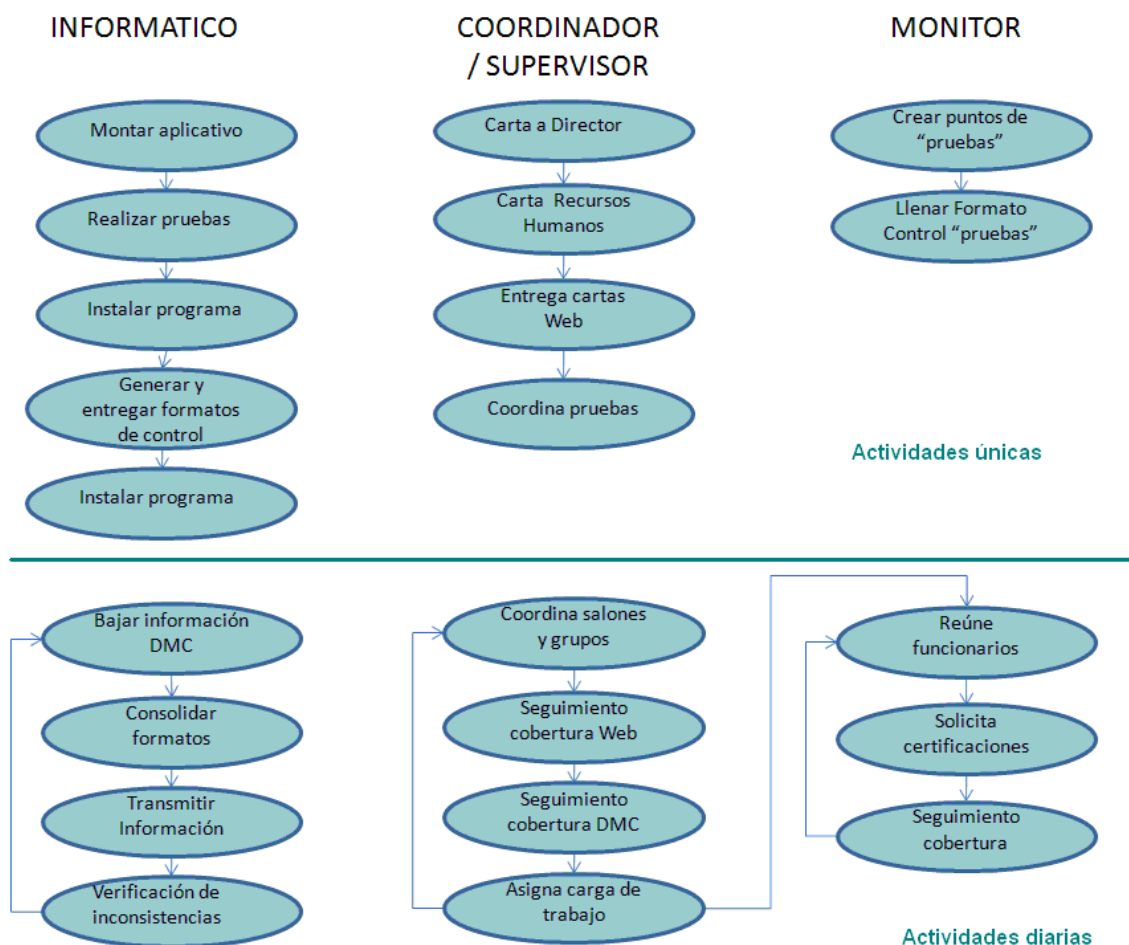 INFORMATICO
COORDINADOR
/ SUPERVISOR
MONITOR
Montar aplicativo
Realizar pruebas
Instalar programa
Generar y
entregar formatos
de control
Instalar programa
Carta a Director
Carta Recursos
Humanos
Entrega cartas
Web
Coordina pruebas
Crear puntos de
“pruebas”
Llenar Formato
Control “pruebas”
Actividades únicas
Bajar información
DMC
Consolidar
formatos
Transmitir
Información
Verificación de
inconsistencias
Coordina salones
y grupos
Seguimiento
cobertura Web
Seguimiento
cobertura DMC
Asigna carga de
trabajo
Reúne
funcionarios
Solicita
certificaciones
Seguimiento
cobertura
Actividades diarias